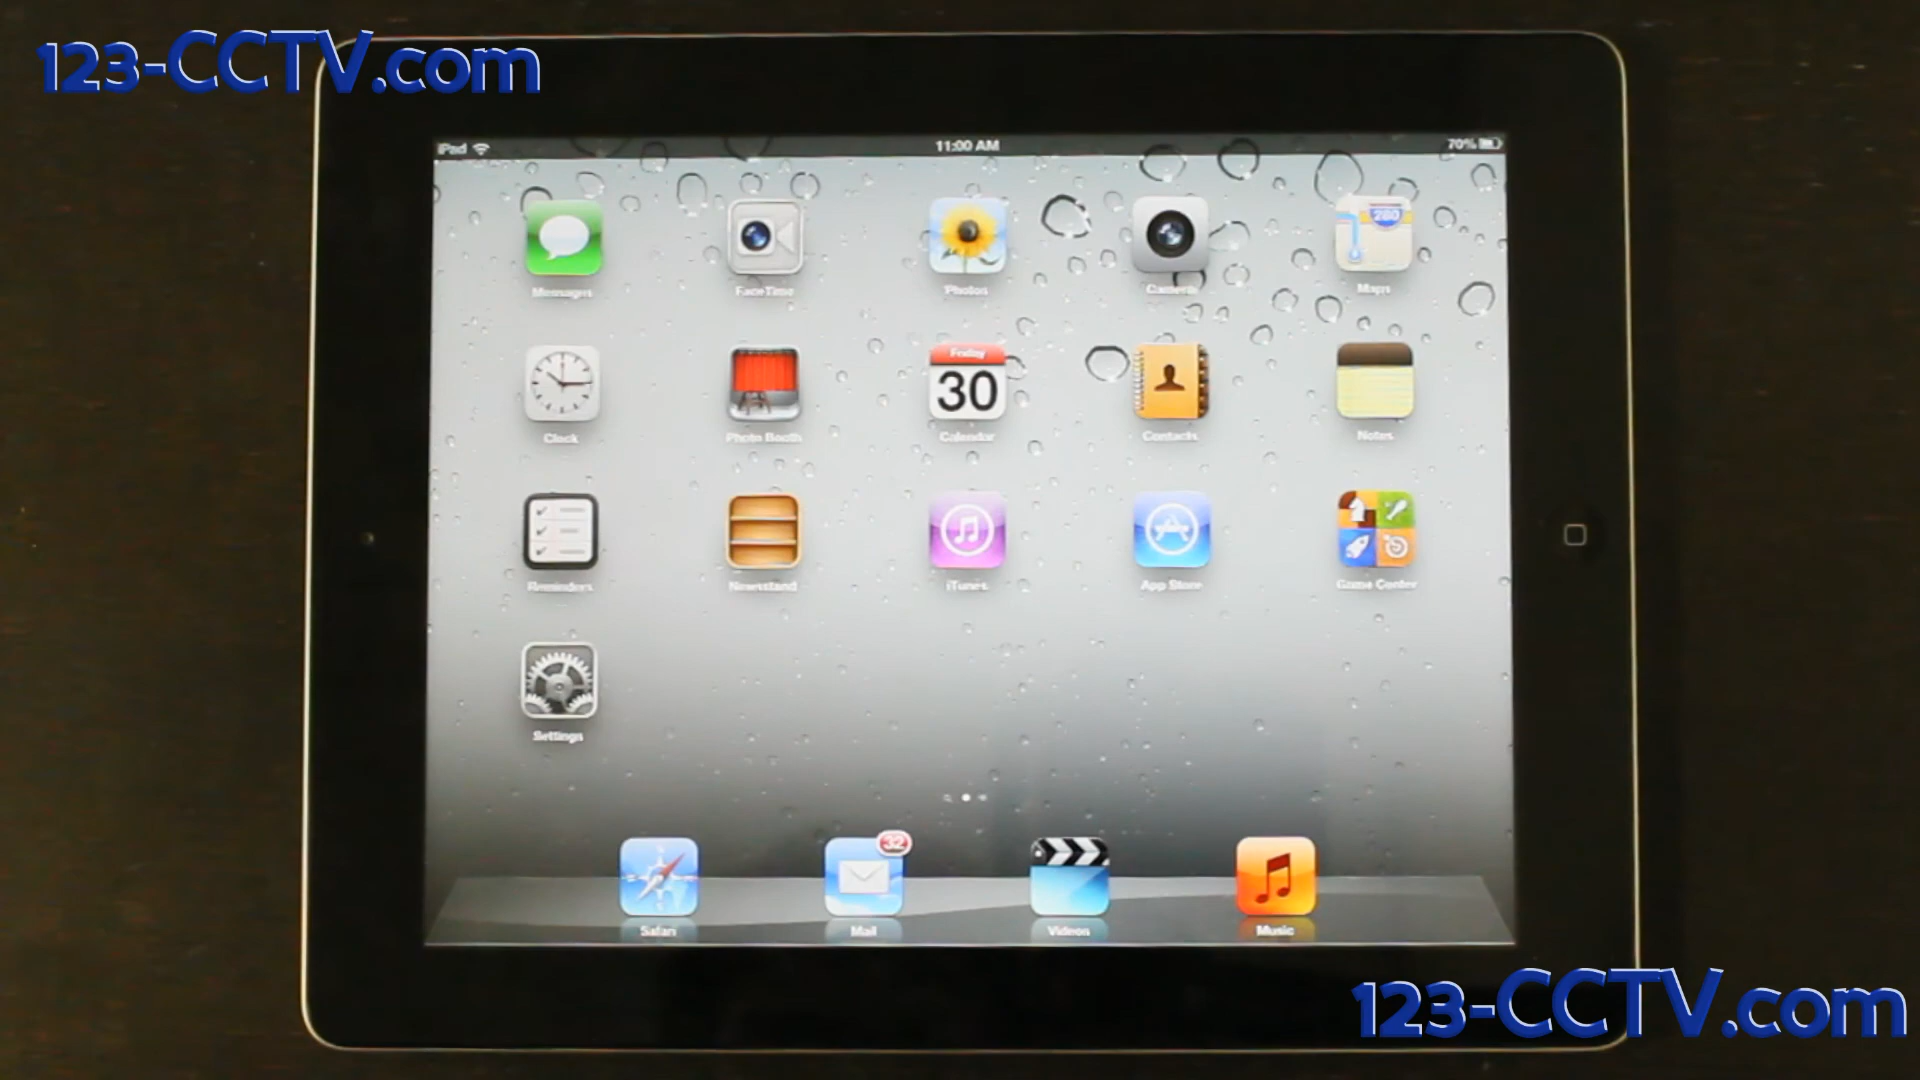 123-CCTV.com
iPad 11:00 AM 70%
Messages FaceTime Photos Camera Maps
280
Friday
30
Clock Photo Booth Calendar Contacts Notes
Reminders Newsstand iTunes App Store Game Center
Settings
32
Safari Mail Videos Music
123-CCTV.com